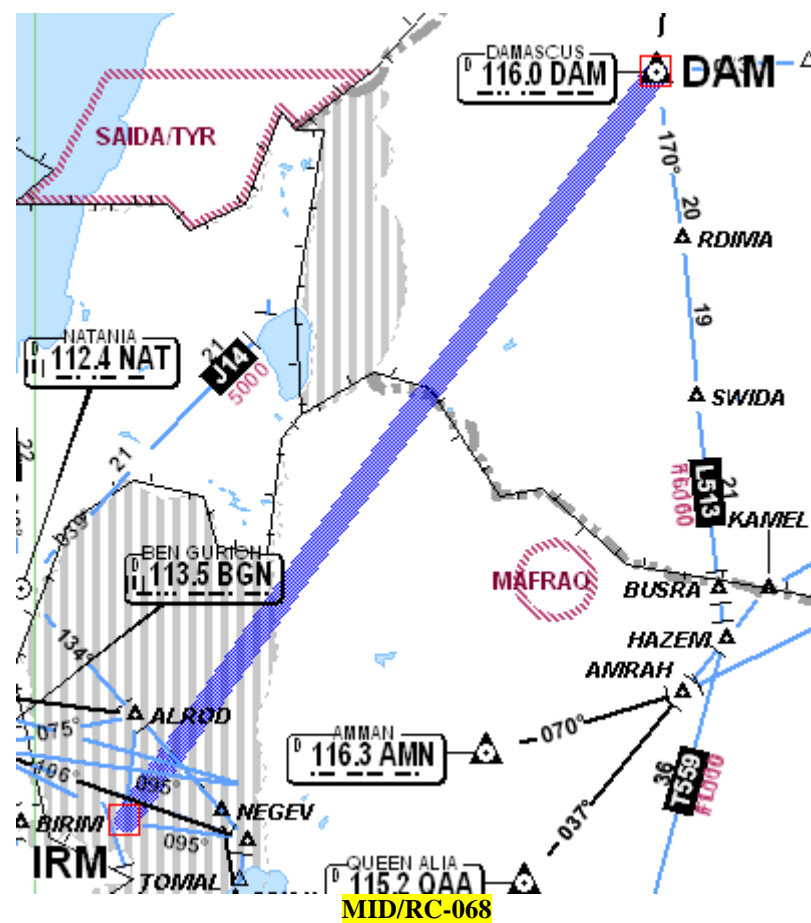 DAMASCUS
D 116.0 DAM
DAM
SAIDA/TYR
170°
20
RDIMA
19
NATANIA
D 112.4 NAT
21
J14
5000
SWIDA
21
L513
21
22
039°
KAMEL
BEN GURION
D 113.5 BGN
MAFRAQ
BUSRA
HAZEM
134°
AMRAH
ALROD
075°
AMMAN
D 116.3 AMN
070°
106°
095°
36
T559
NEGEV
BIRIM
095°
037°
IRM
TOMAL
QUEEN ALIA
D 115.2 QAA
MID/RC-068